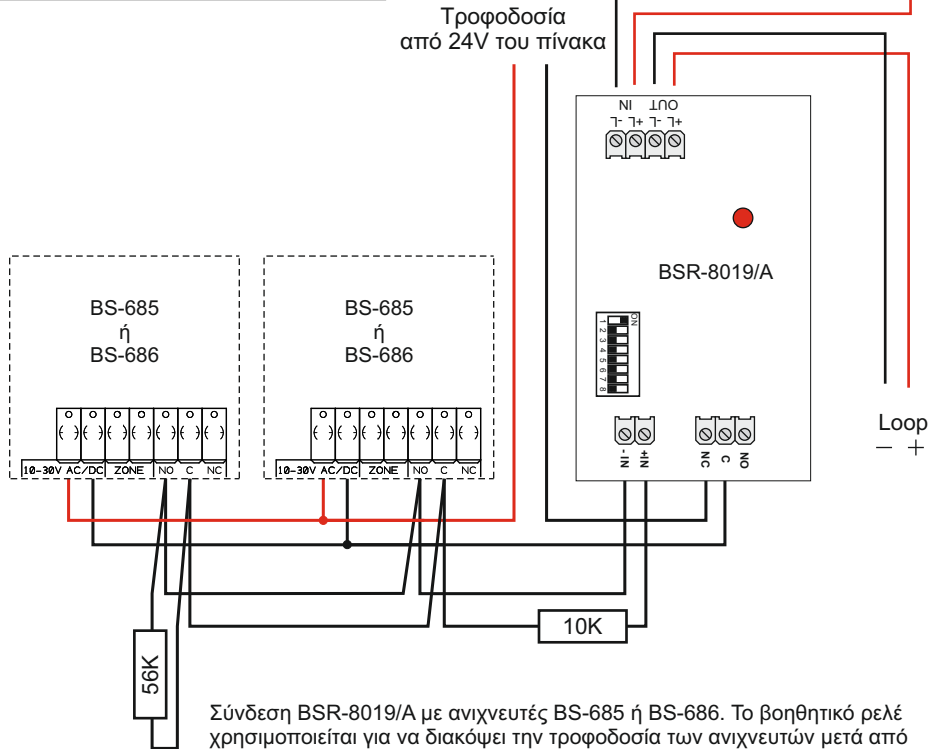 Τροφοδοσία
από 24V του πίνακα
IN OUT
-L +L -L +L
BSR-8019/A
ON
1
2
3
4
5
6
7
8
BS-685
ή
BS-686
BS-685
ή
BS-686
10-30V AC/DC ZONE NO C NC
10-30V AC/DC ZONE NO C NC
-IN +IN NC C NO
Loop
− +
10K
56K
Σύνδεση BSR-8019/A με ανιχνευτές BS-685 ή BS-686. Το βοηθητικό ρελέ
χρησιμοποιείται για να διακόψει την τροφοδοσία των ανιχνευτών μετά από